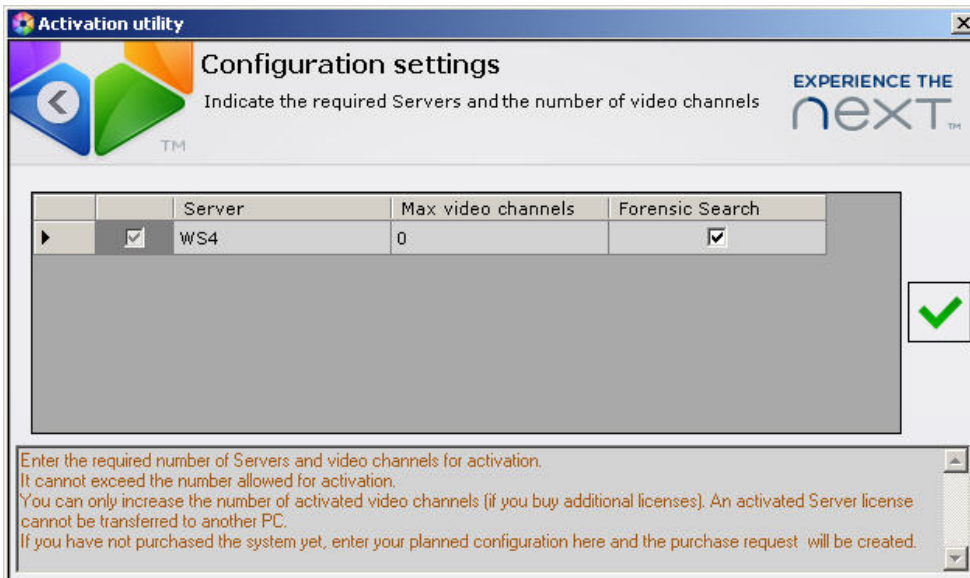 Activation utility
Configuration settings
Indicate the required Servers and the number of video channels
EXPERIENCE THE
next™
TM
Server Max video channels Forensic Search
WS4 0
Enter the required number of Servers and video channels for activation.
It cannot exceed the number allowed for activation.
You can only increase the number of activated video channels (if you buy additional licenses). An activated Server license
cannot be transferred to another PC.
If you have not purchased the system yet, enter your planned configuration here and the purchase request will be created.